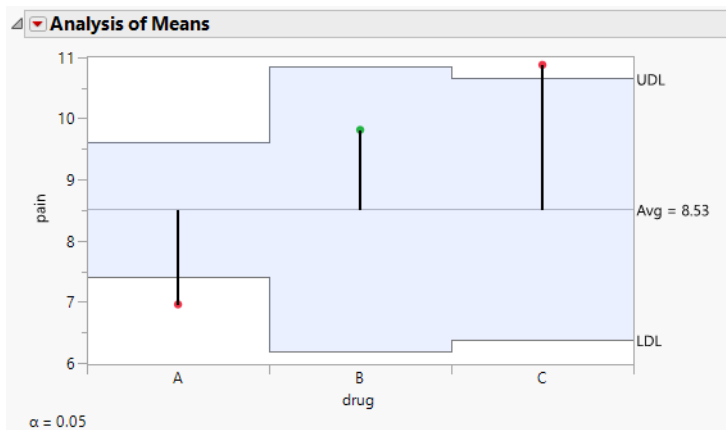 Analysis of Means
11
10
9
8
7
6
pain
UDL
Avg = 8.53
LDL
A B C
drug
α = 0.05